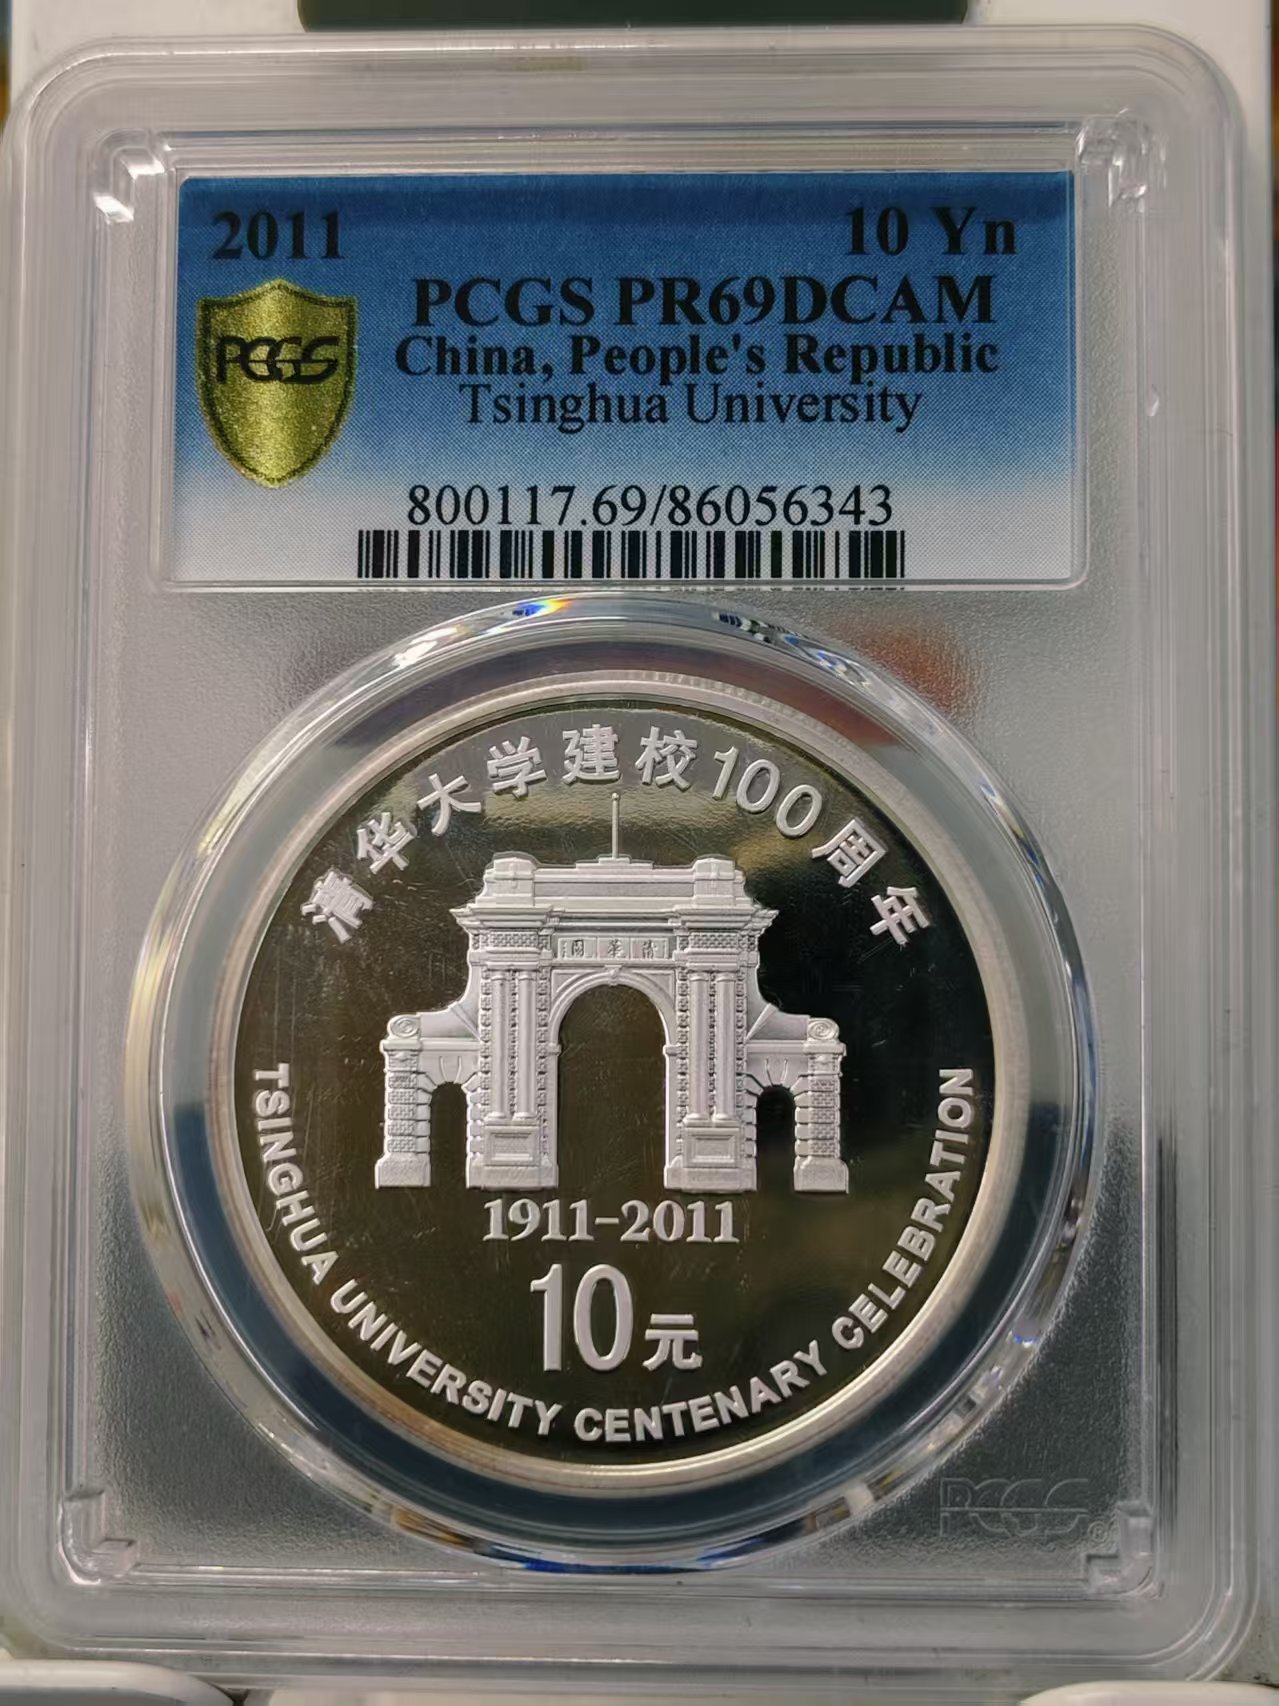 2011
10 Yn
PCGS PR69DCAM
China, People's Republic
Tsinghua University
PCGS
800117.69/86056343
清华大学建校100周年
園華清
1911-2011
10元
TSINGHUA UNIVERSITY CENTENARY CELEBRATION
PCGS®